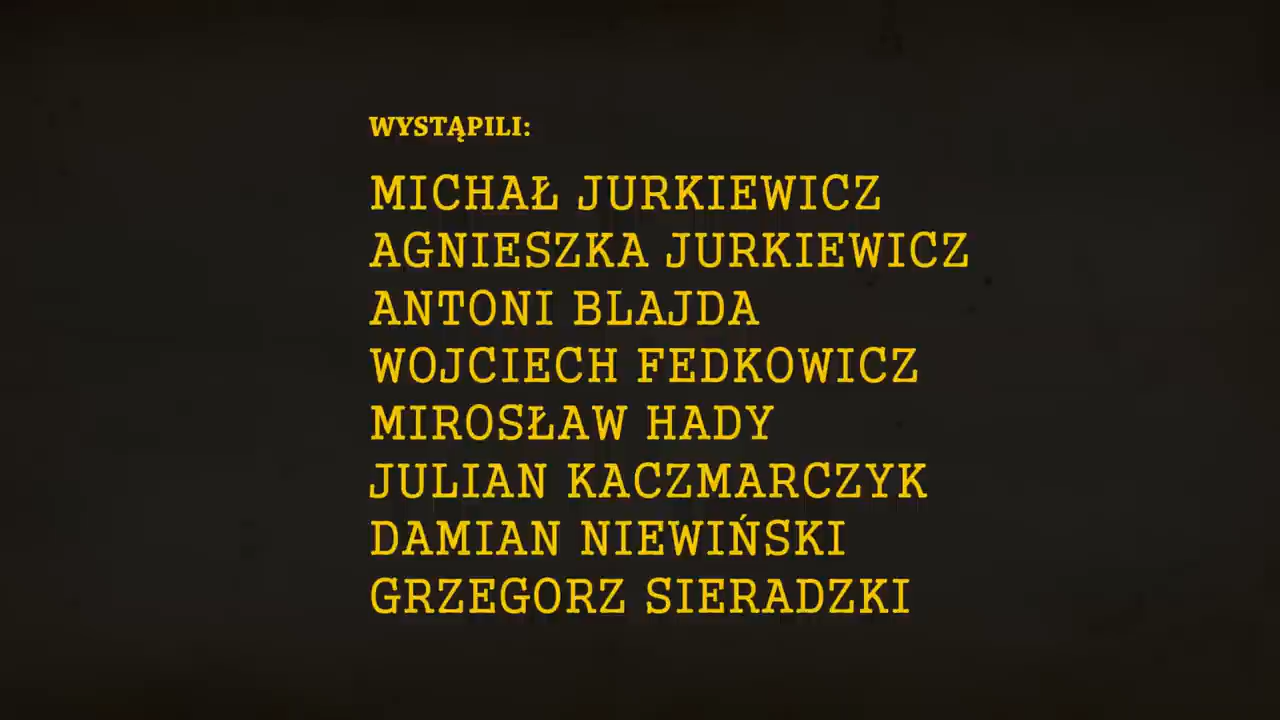 WYSTĄPILI:
MICHAŁ JURKIEWICZ
AGNIESZKA JURKIEWICZ
ANTONI BLAJDA
WOJCIECH FEDKOWICZ
MIROSŁAW HADY
JULIAN KACZMARCZYK
DAMIAN NIEWIŃSKI
GRZEGORZ SIERADZKI